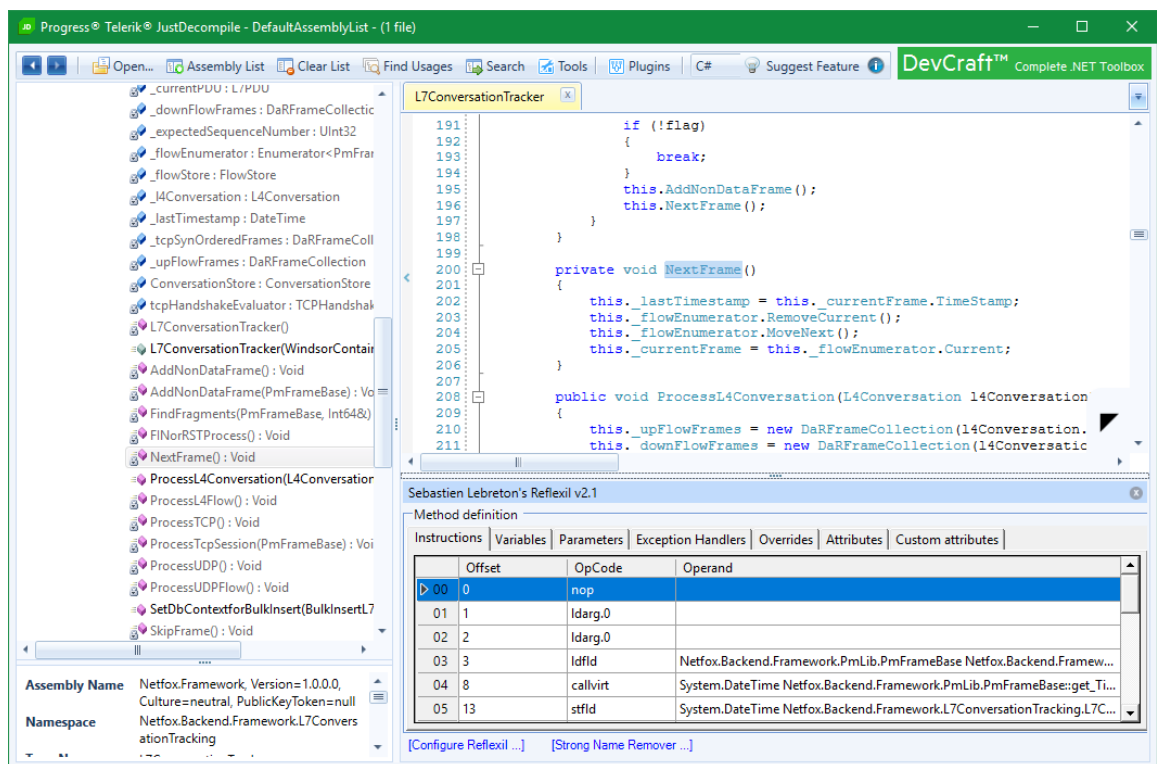 Progress® Telerik® JustDecompile - DefaultAssemblyList - (1 file)
Open... Assembly List Clear List Find Usages Search Tools Plugins C# Suggest Feature DevCraft™ Complete .NET Toolbox
_currentPDU : L7PDU
_downFlowFrames : DaRFrameCollectic
_expectedSequenceNumber : UInt32
_flowEnumerator : Enumerator<PmFrar
_flowStore : FlowStore
_l4Conversation : L4Conversation
_lastTimestamp : DateTime
_tcpSynOrderedFrames : DaRFrameColl
_upFlowFrames : DaRFrameCollection
ConversationStore : ConversationStore
tcpHandshakeEvaluator : TCPHandshak
L7ConversationTracker()
L7ConversationTracker(WindsorContair
AddNonDataFrame() : Void
AddNonDataFrame(PmFrameBase) : Vo
FindFragments(PmFrameBase, Int64&)
FINorRSTProcess() : Void
NextFrame() : Void
ProcessL4Conversation(L4Conversation
ProcessL4Flow() : Void
ProcessTCP() : Void
ProcessTcpSession(PmFrameBase) : Voi
ProcessUDP() : Void
ProcessUDPFlow() : Void
SetDbContextforBulkInsert(BulkInsertL7
SkipFrame() : Void
Assembly Name Netfox.Framework, Version=1.0.0.0,
Culture=neutral, PublicKeyToken=null
Namespace Netfox.Backend.Framework.L7Convers
ationTracking
L7ConversationTracker
191 if (!flag)
192 {
193 break;
194 }
195 this.AddNonDataFrame();
196 this.NextFrame();
197 }
198 }
199
200 private void NextFrame()
201 {
202 this._lastTimestamp = this._currentFrame.TimeStamp;
203 this._flowEnumerator.RemoveCurrent();
204 this._flowEnumerator.MoveNext();
205 this._currentFrame = this._flowEnumerator.Current;
206 }
207
208 public void ProcessL4Conversation(L4Conversation l4Conversation
209 {
210 this._upFlowFrames = new DaRFrameCollection(l4Conversation.
211 this._downFlowFrames = new DaRFrameCollection(l4Conversatic
Sebastien Lebreton's Reflexil v2.1
Method definition
Instructions Variables Parameters Exception Handlers Overrides Attributes Custom attributes
Offset OpCode Operand
00 0 nop
01 1 ldarg.0
02 2 ldarg.0
03 3 ldfld Netfox.Backend.Framework.PmLib.PmFrameBase Netfox.Backend.Framew...
04 8 callvirt System.DateTime Netfox.Backend.Framework.PmLib.PmFrameBase::get_Ti...
05 13 stfld System.DateTime Netfox.Backend.Framework.L7ConversationTracking.L7C...
[Configure Reflexil ...] [Strong Name Remover ...]